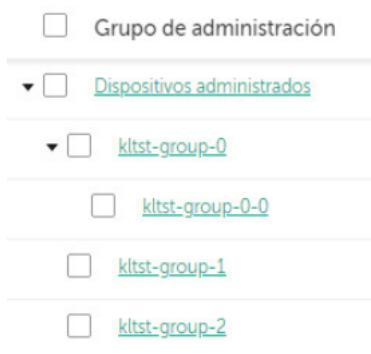 Grupo de administración
Dispositivos administrados
kltst-group-0
kltst-group-0-0
kltst-group-1
kltst-group-2